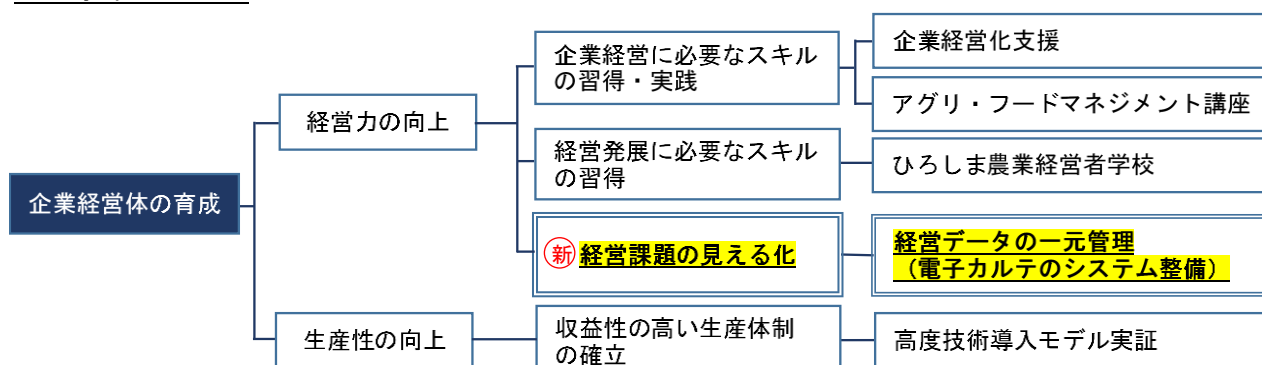 企業経営体の育成
経営力の向上
企業経営に必要なスキル
の習得・実践
企業経営化支援
アグリ・フードマネジメント講座
経営発展に必要なスキル
の習得
ひろしま農業経営者学校
新 経営課題の見える化
経営データの一元管理
（電子カルテのシステム整備）
生産性の向上
収益性の高い生産体制
の確立
高度技術導入モデル実証